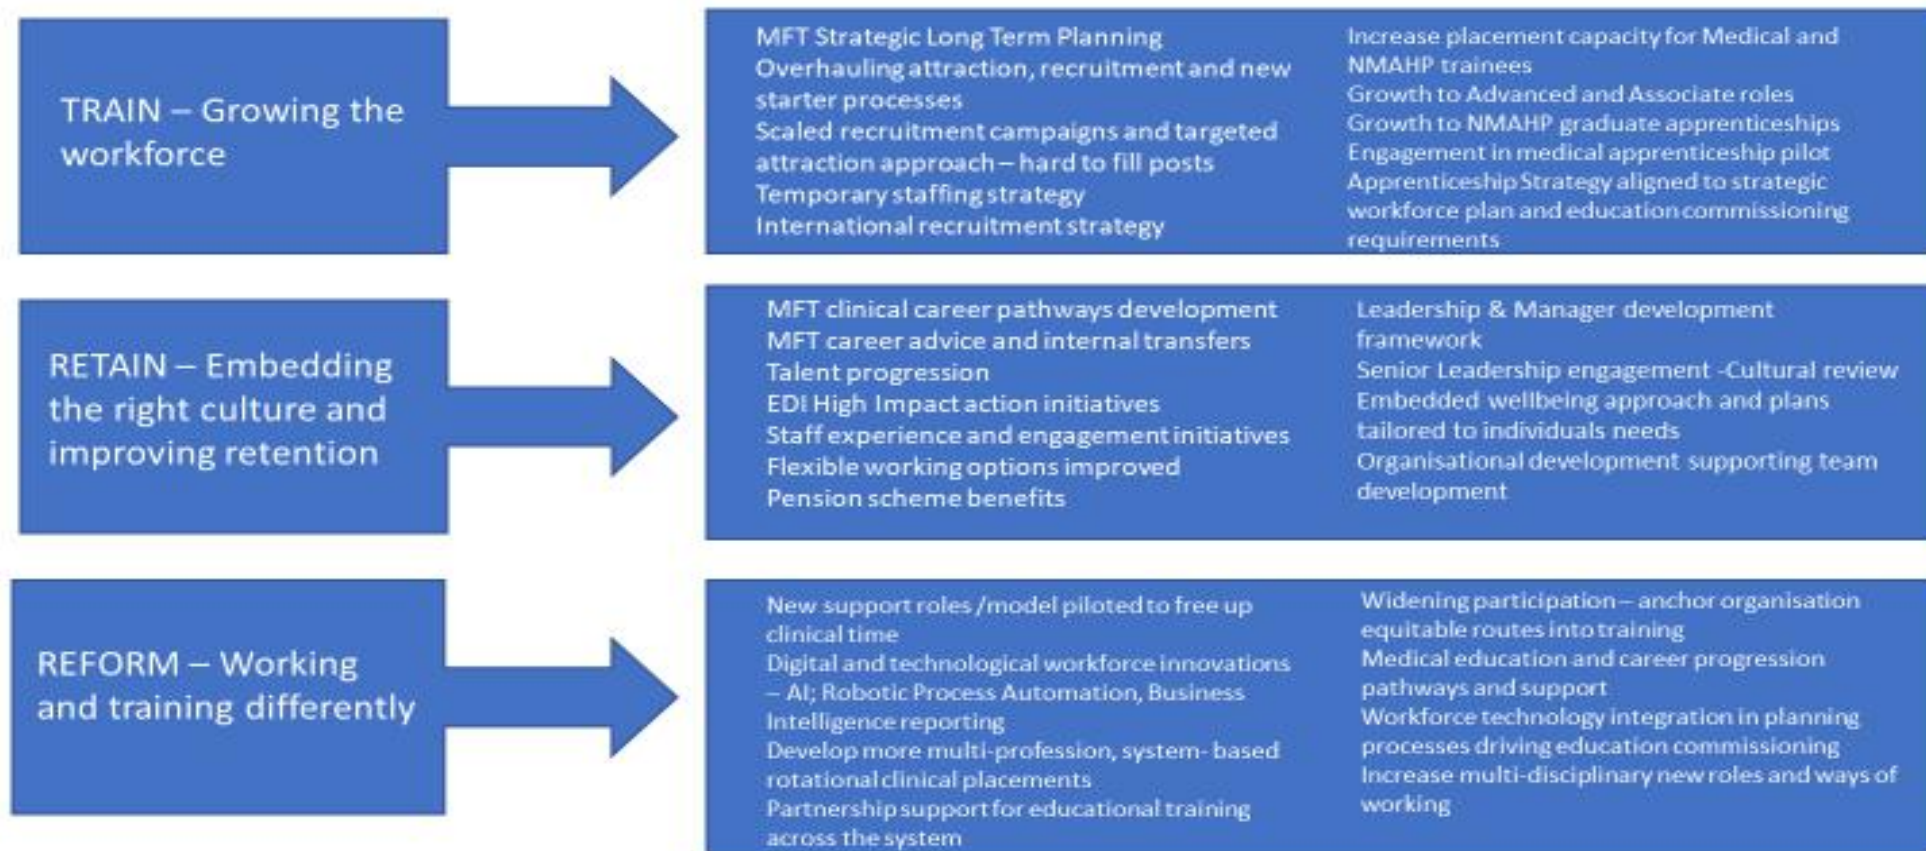 TRAIN – Growing the
workforce
MFT Strategic Long Term Planning
Overhauling attraction, recruitment and new
starter processes
Scaled recruitment campaigns and targeted
attraction approach – hard to fill posts
Temporary staffing strategy
International recruitment strategy
Increase placement capacity for Medical and
NMAHP trainees
Growth to Advanced and Associate roles
Growth to NMAHP graduate apprenticeships
Engagement in medical apprenticeship pilot
Apprenticeship Strategy aligned to strategic
workforce plan and education commissioning
requirements
RETAIN – Embedding
the right culture and
improving retention
MFT clinical career pathways development
MFT career advice and internal transfers
Talent progression
EDI High Impact action initiatives
Staff experience and engagement initiatives
Flexible working options improved
Pension scheme benefits
Leadership & Manager development
framework
Senior Leadership engagement -Cultural review
Embedded wellbeing approach and plans
tailored to individuals needs
Organisational development supporting team
development
REFORM – Working
and training differently
New support roles /model piloted to free up
clinical time
Digital and technological workforce innovations
– AI; Robotic Process Automation, Business
Intelligence reporting
Develop more multi-profession, system- based
rotational clinical placements
Partnership support for educational training
across the system
Widening participation – anchor organisation
equitable routes into training
Medical education and career progression
pathways and support
Workforce technology integration in planning
processes driving education commissioning
Increase multi-disciplinary new roles and ways of
working